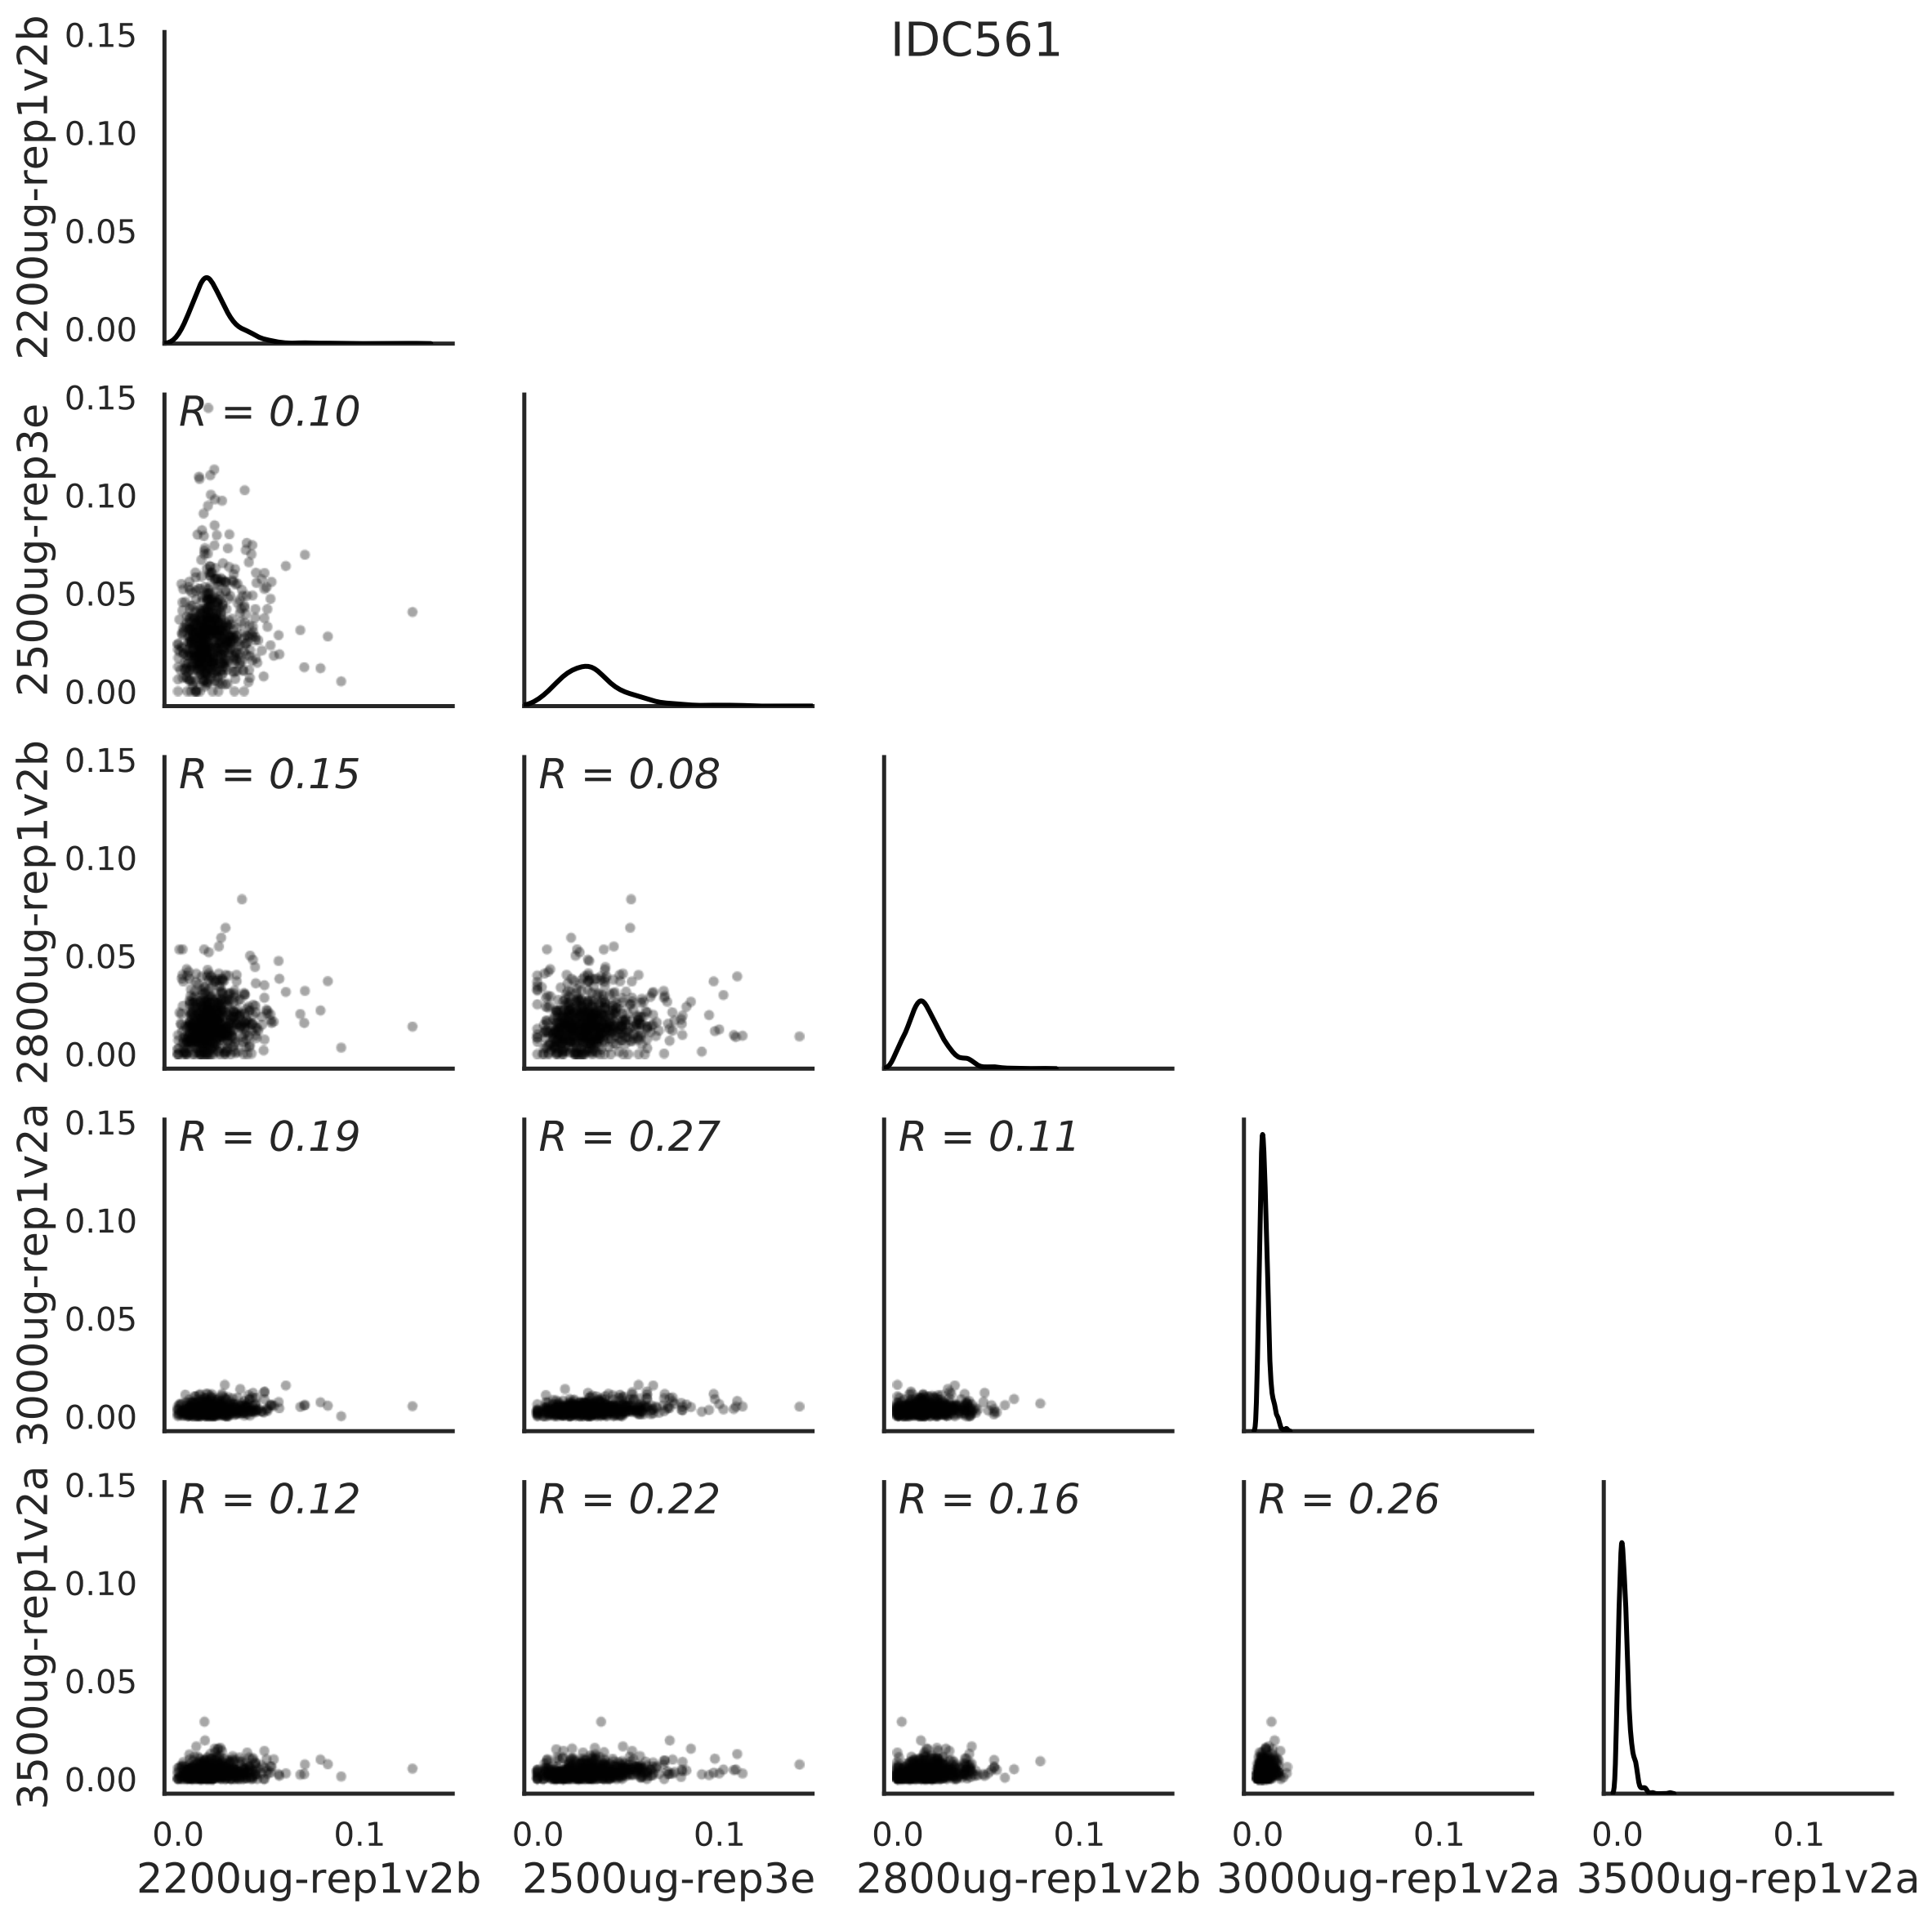 IDC561
2200ug-rep1v2b
0.15
0.10
0.05
0.00
2500ug-rep3e
0.15
0.10
0.05
0.00
R = 0.10
2800ug-rep1v2b
0.15
0.10
0.05
0.00
R = 0.15
R = 0.08
3000ug-rep1v2a
0.15
0.10
0.05
0.00
R = 0.19
R = 0.27
R = 0.11
3500ug-rep1v2a
0.15
0.10
0.05
0.00
R = 0.12
R = 0.22
R = 0.16
R = 0.26
0.0 0.1 0.0 0.1 0.0 0.1 0.0 0.1 0.0 0.1
2200ug-rep1v2b 2500ug-rep3e 2800ug-rep1v2b 3000ug-rep1v2a 3500ug-rep1v2a